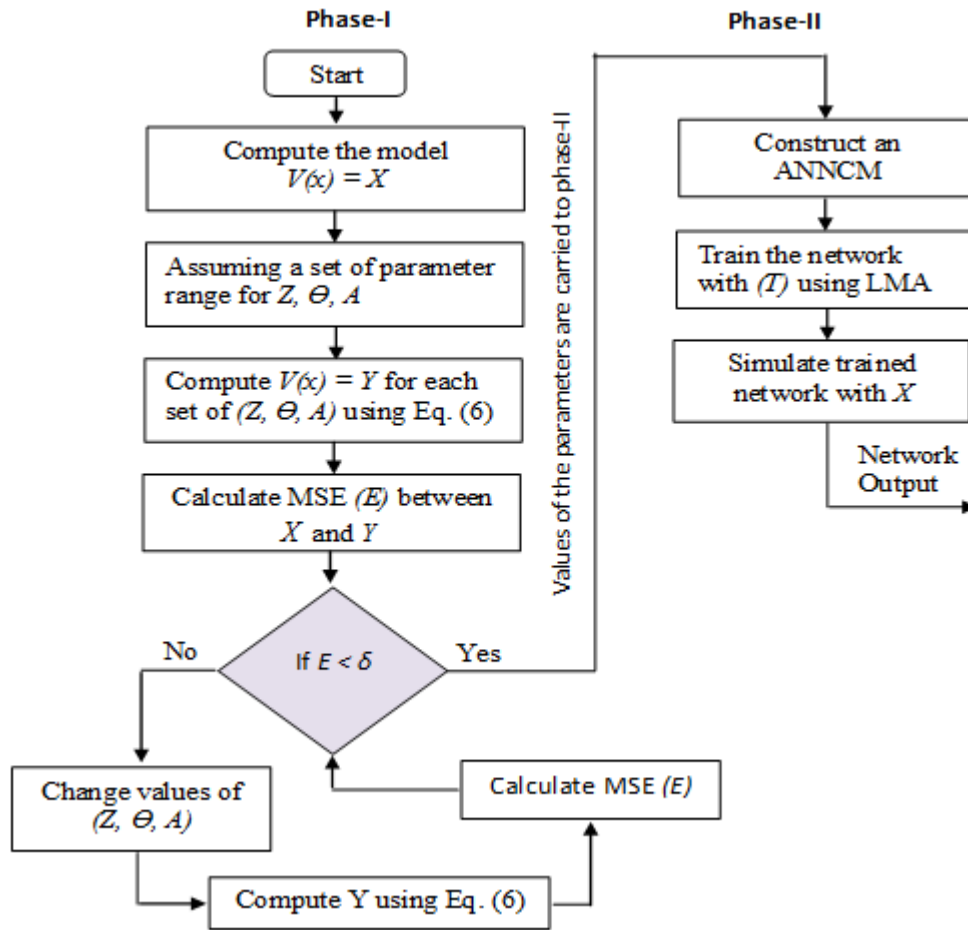 Phase-I
Start
Compute the model
V(x) = X
Assuming a set of parameter
range for Z, Θ, A
Compute V(x) = Y for each
set of (Z, Θ, A) using Eq. (6)
Calculate MSE (E) between
X and Y
If E < δ
No
Yes
Change values of
(Z, Θ, A)
Compute Y using Eq. (6)
Calculate MSE (E)
Values of the parameters are carried to phase-II
Phase-II
Construct an
ANNCM
Train the network
with (T) using LMA
Simulate trained
network with X
Network
Output